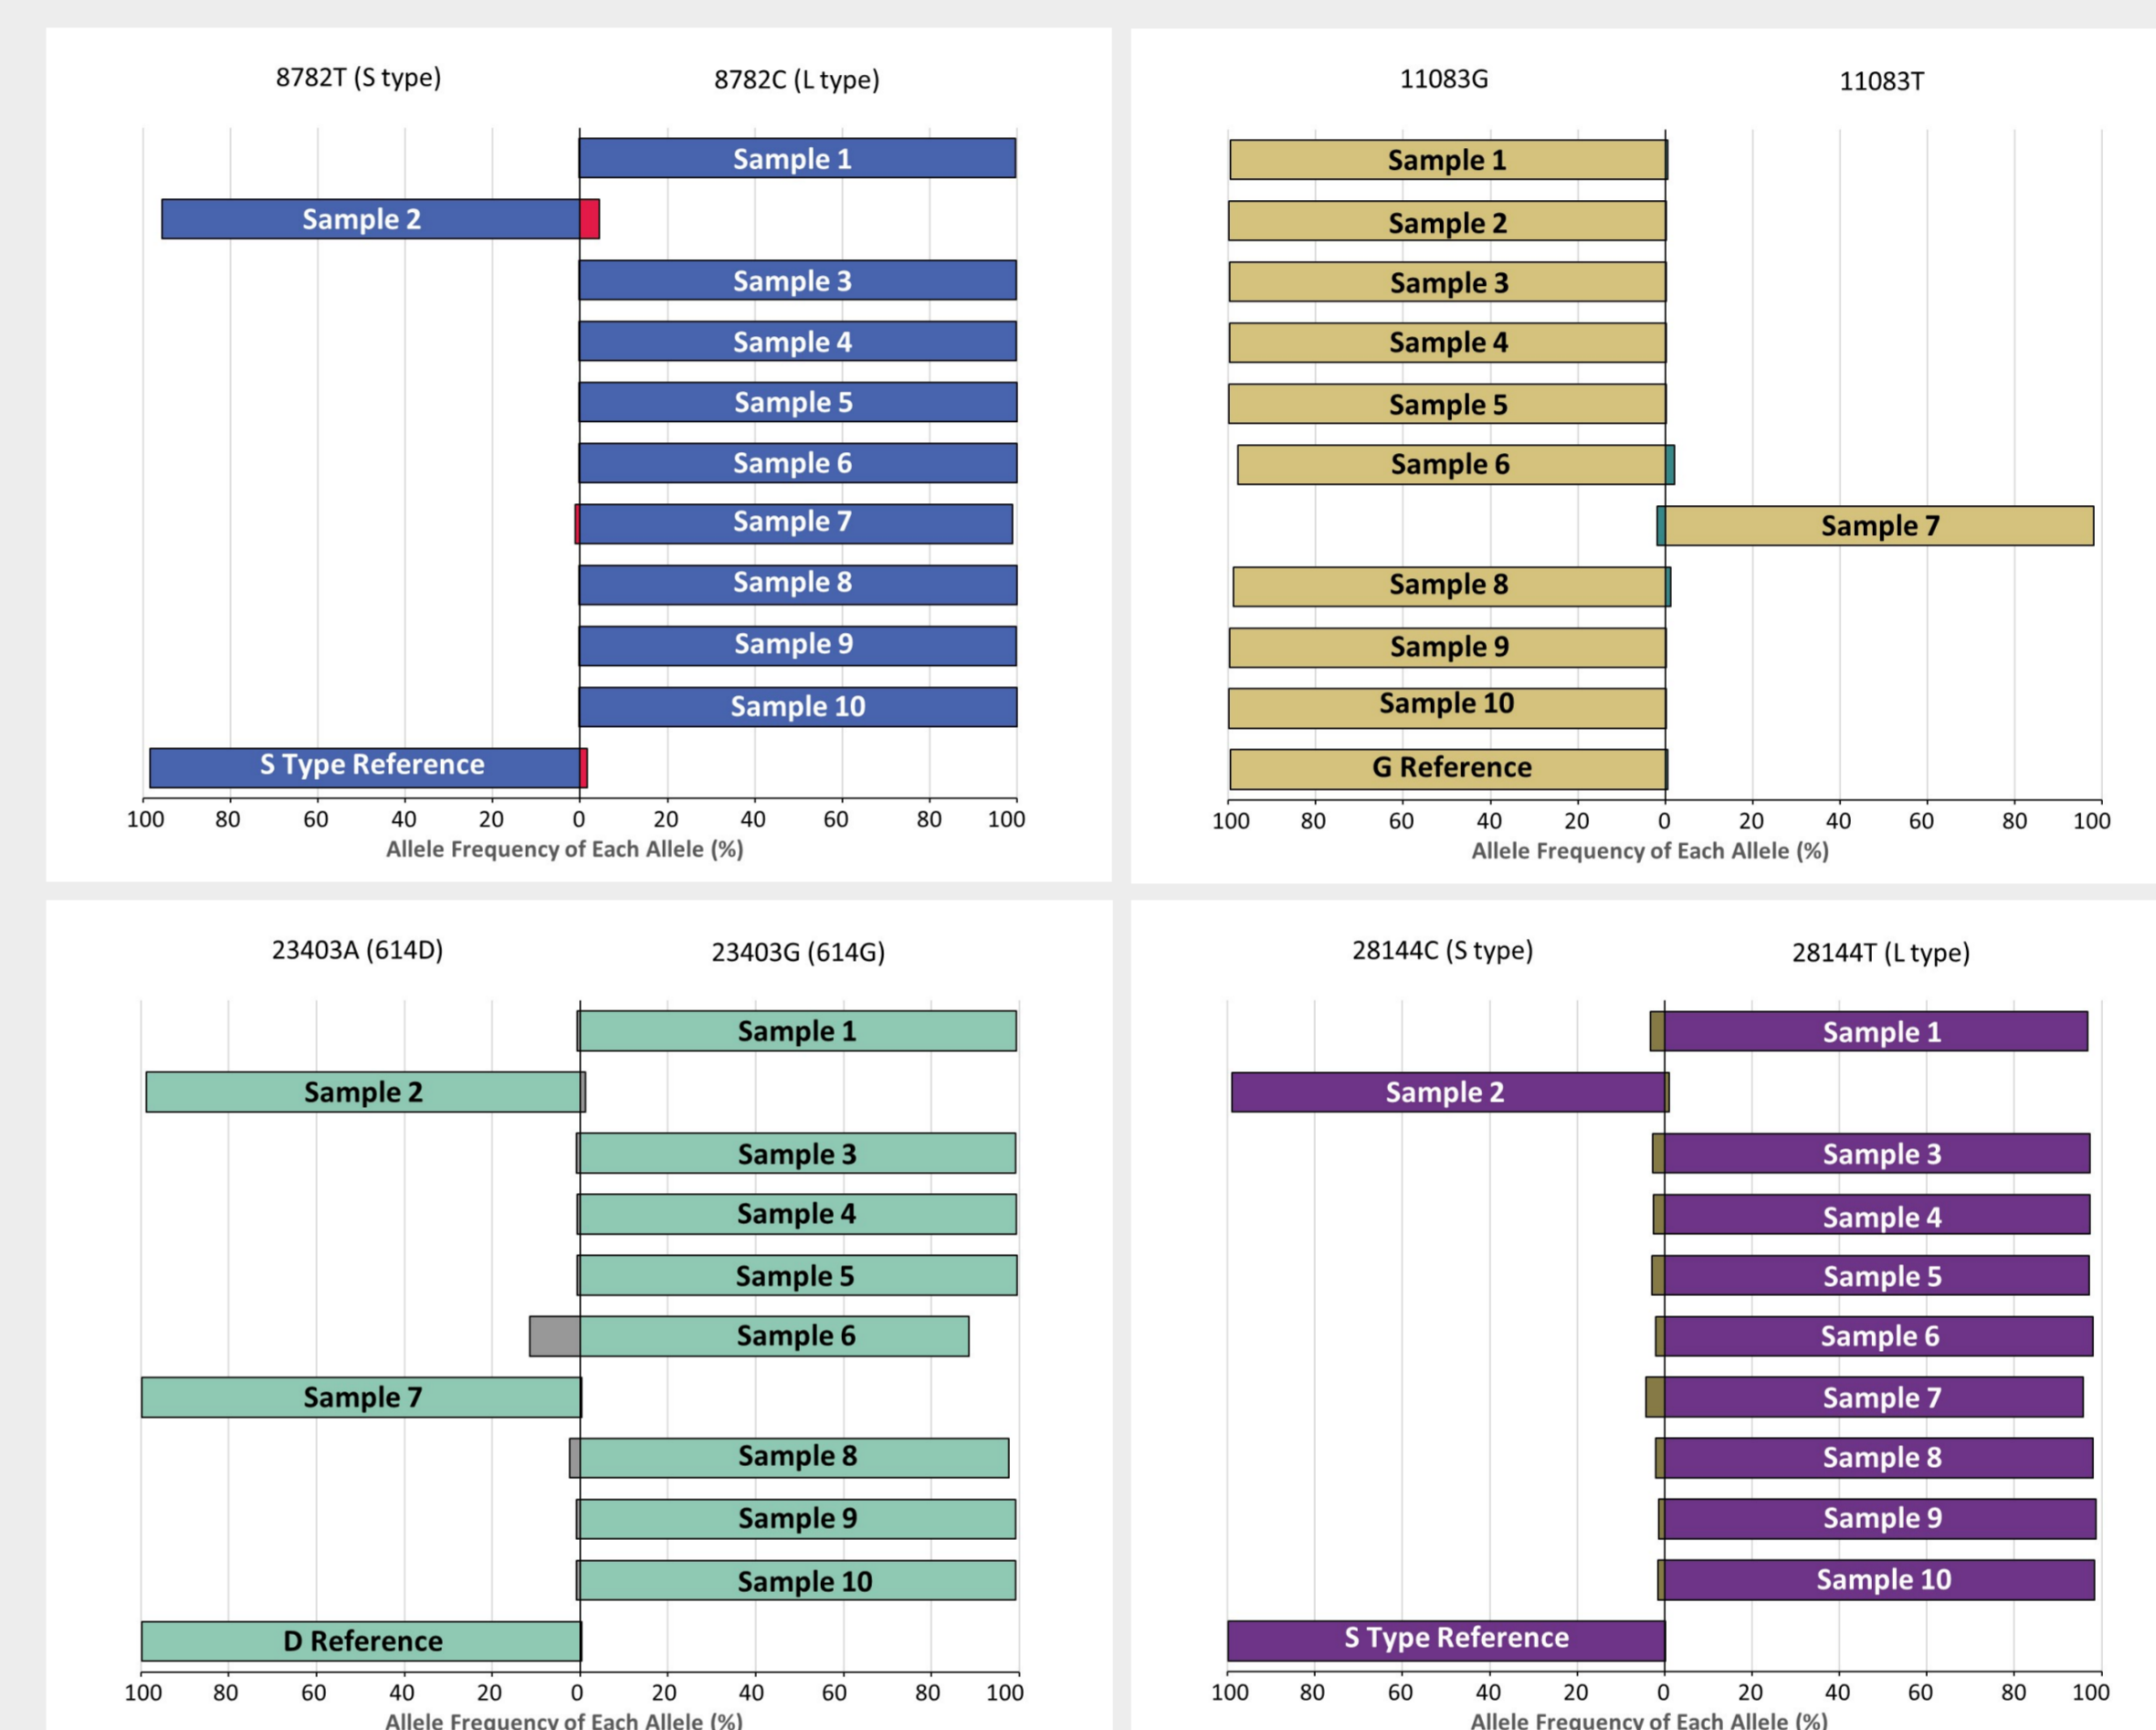 8782T (S type) 8782C (L type)
Sample 1
Sample 2
Sample 3
Sample 4
Sample 5
Sample 6
Sample 7
Sample 8
Sample 9
Sample 10
S Type Reference
100 80 60 40 20 0 20 40 60 80 100
Allele Frequency of Each Allele (%)
11083G 11083T
Sample 1
Sample 2
Sample 3
Sample 4
Sample 5
Sample 6
Sample 7
Sample 8
Sample 9
Sample 10
G Reference
100 80 60 40 20 0 20 40 60 80 100
Allele Frequency of Each Allele (%)
23403A (614D) 23403G (614G)
Sample 1
Sample 2
Sample 3
Sample 4
Sample 5
Sample 6
Sample 7
Sample 8
Sample 9
Sample 10
D Reference
100 80 60 40 20 0 20 40 60 80 100
Allele Frequency of Each Allele (%)
28144C (S type) 28144T (L type)
Sample 1
Sample 2
Sample 3
Sample 4
Sample 5
Sample 6
Sample 7
Sample 8
Sample 9
Sample 10
S Type Reference
100 80 60 40 20 0 20 40 60 80 100
Allele Frequency of Each Allele (%)